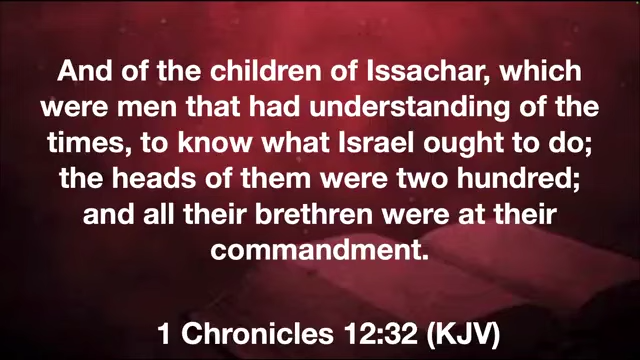 And of the children of Issachar, which
were men that had understanding of the
times, to know what Israel ought to do;
the heads of them were two hundred;
and all their brethren were at their
commandment.
1 Chronicles 12:32 (KJV)